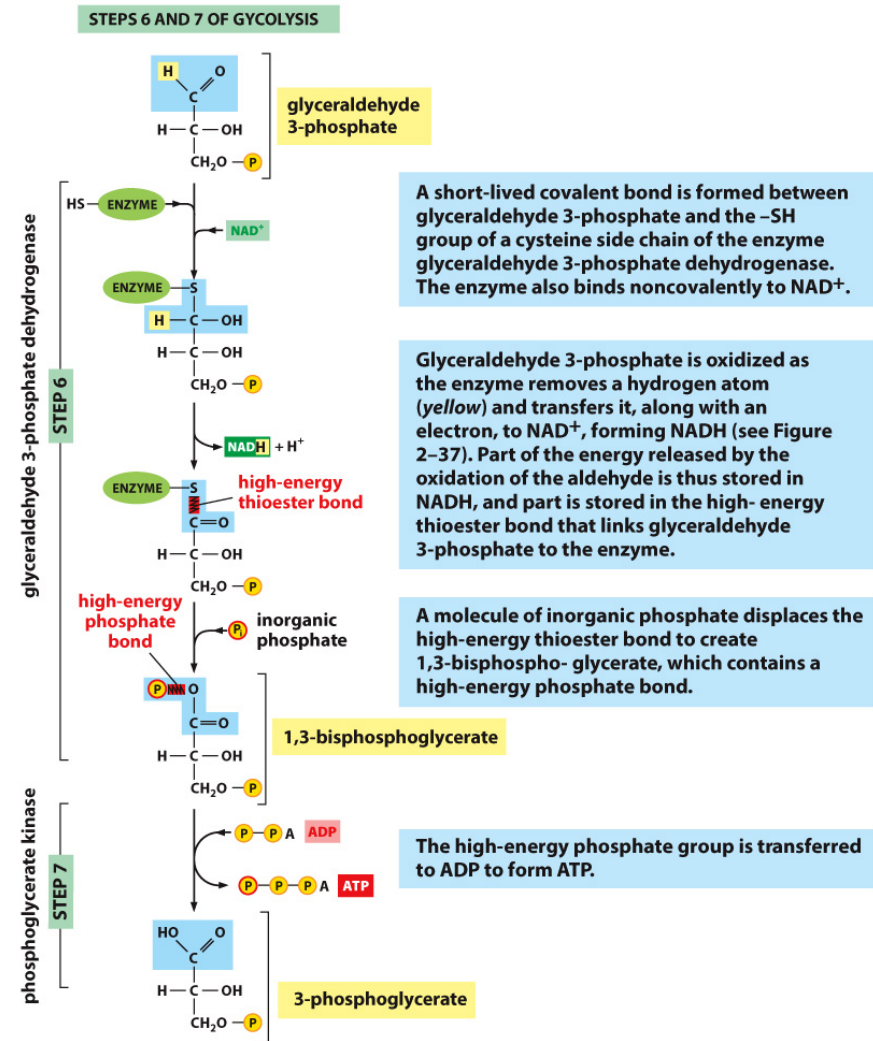 STEPS 6 AND 7 OF GYCOLYSIS
H O
C
H—C—OH
CH₂O—P
glyceraldehyde
3-phosphate
glyceraldehyde 3-phosphate dehydrogenase
STEP 6
HS—ENZYME
NAD⁺
A short-lived covalent bond is formed between
glyceraldehyde 3-phosphate and the –SH
group of a cysteine side chain of the enzyme
glyceraldehyde 3-phosphate dehydrogenase.
The enzyme also binds noncovalently to NAD⁺.
ENZYME—S
H—C—OH
H—C—OH
CH₂O—P
NADH + H⁺
Glyceraldehyde 3-phosphate is oxidized as
the enzyme removes a hydrogen atom
(yellow) and transfers it, along with an
electron, to NAD⁺, forming NADH (see Figure
2–37). Part of the energy released by the
oxidation of the aldehyde is thus stored in
NADH, and part is stored in the high- energy
thioester bond that links glyceraldehyde
3-phosphate to the enzyme.
ENZYME—S
high-energy
thioester bond
C=O
H—C—OH
CH₂O—P
high-energy
phosphate
bond
Pi
inorganic
phosphate
A molecule of inorganic phosphate displaces the
high-energy thioester bond to create
1,3-bisphospho- glycerate, which contains a
high-energy phosphate bond.
P O
C=O
H—C—OH
CH₂O—P
1,3-bisphosphoglycerate
phosphoglycerate kinase
STEP 7
P—P A ADP
P—P—P A ATP
The high-energy phosphate group is transferred
to ADP to form ATP.
HO O
C
H—C—OH
CH₂O—P
3-phosphoglycerate